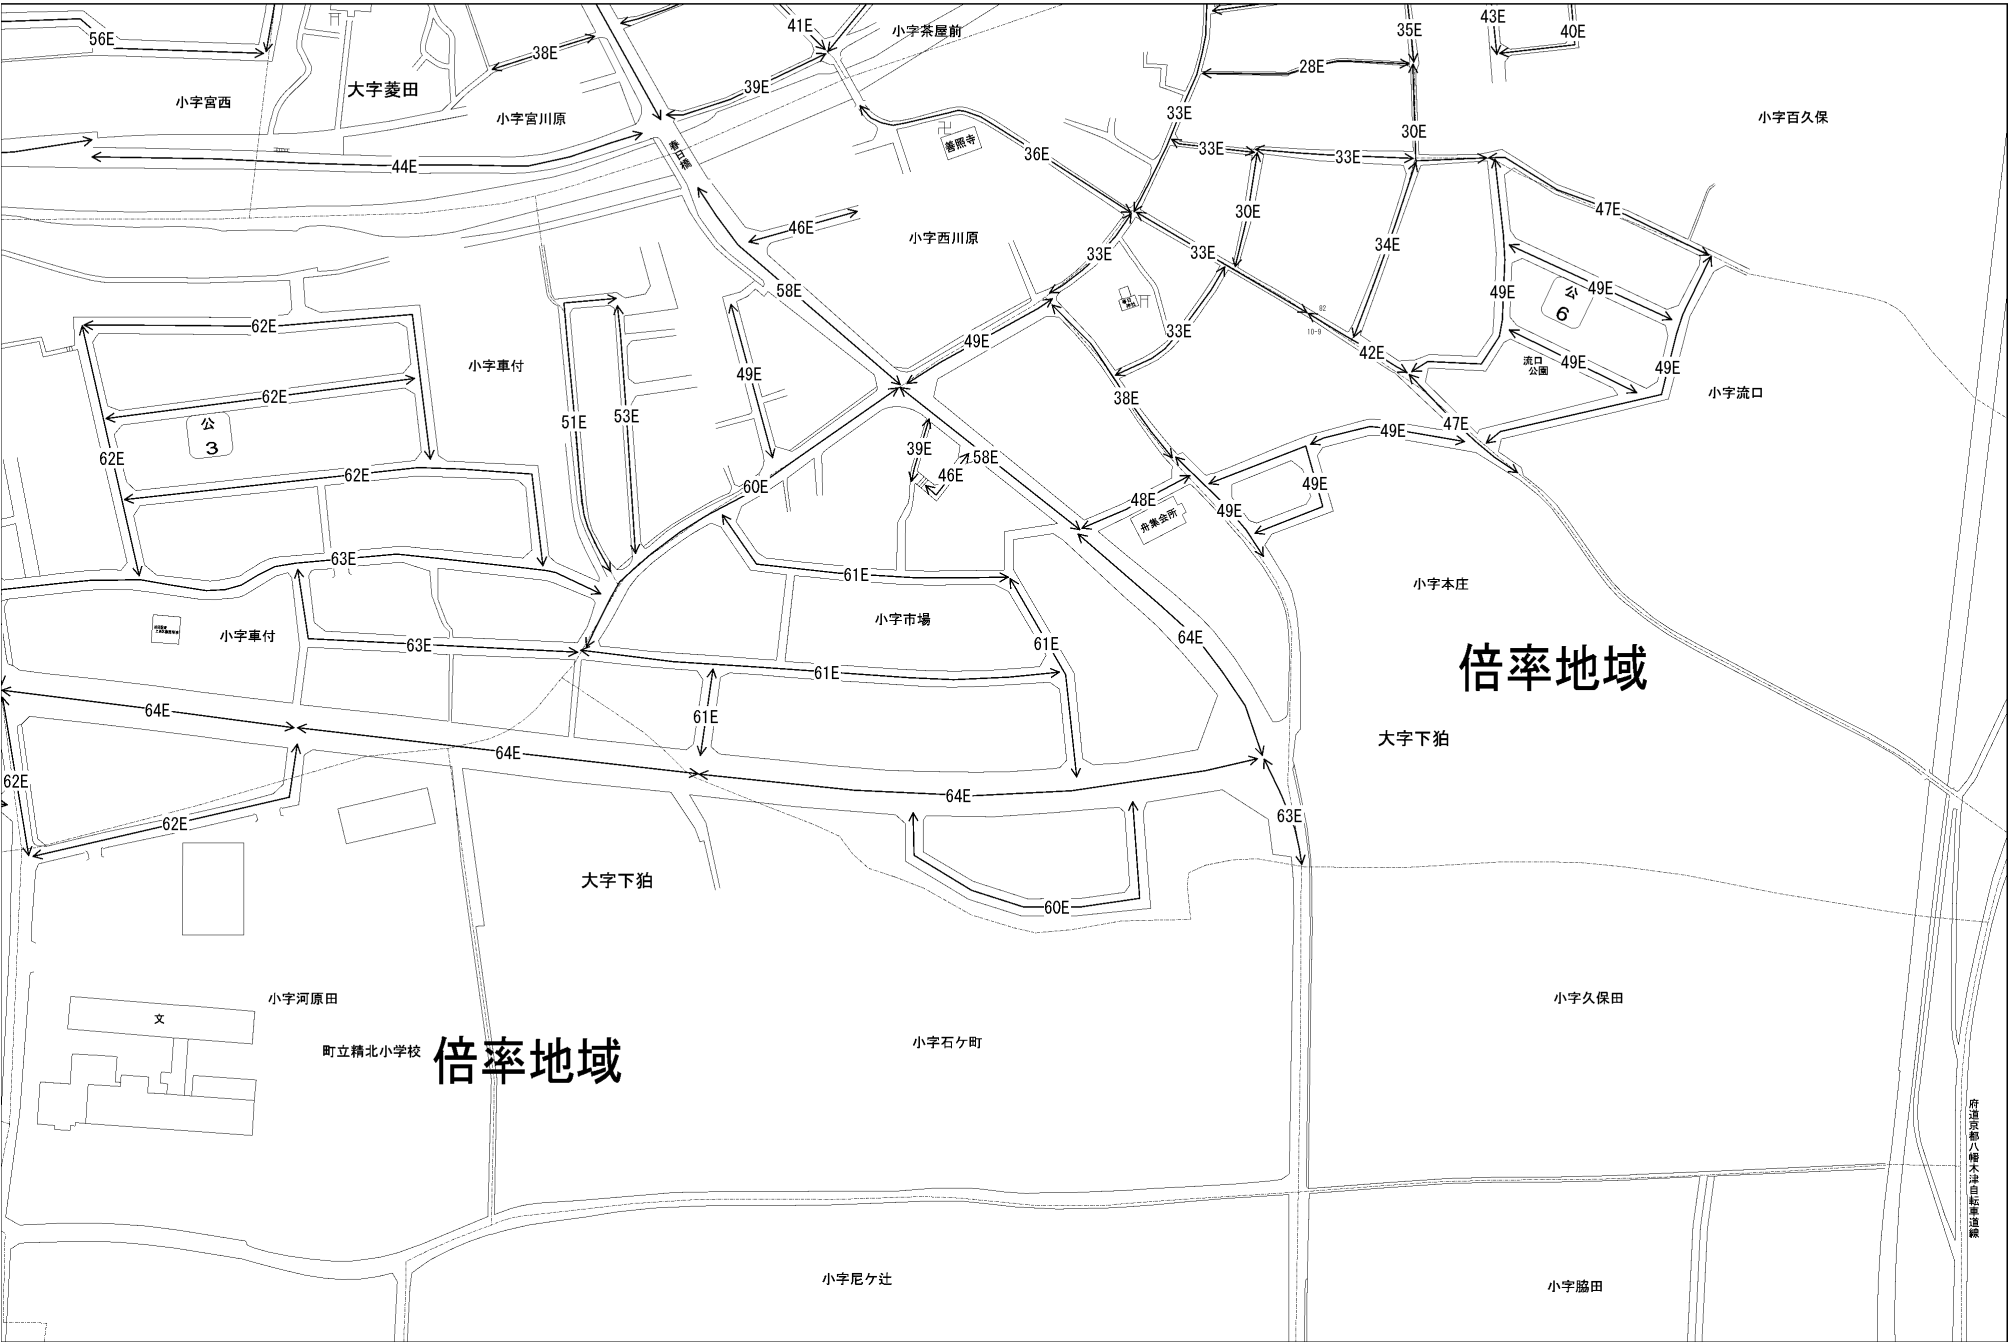 56E
41E
小字茶屋前
35E
43E
40E
38E
28E
大字菱田
小字宮西
39E
小字宮川原
33E
小字百久保
春日橋
善照寺
30E
44E
36E
33E
33E
47E
30E
46E
小字西川原
34E
33E
33E
58E
49E
49E
公
6
82
10-9
62E
33E
49E
42E
流口
公園
49E
小字車付
49E
49E
小字流口
62E
38E
公
3
51E
53E
47E
49E
62E
39E
58E
46E
62E
60E
49E
48E
49E
舟集会所
63E
61E
小字本庄
小字市場
小字車付
63E
61E
64E
61E
倍率地域
64E
61E
大字下狛
64E
62E
64E
63E
62E
大字下狛
60E
小字河原田
小字久保田
文
町立精北小学校
倍率地域
小字石ケ町
府道京都八幡木津自転車道線
小字尼ケ辻
小字脇田